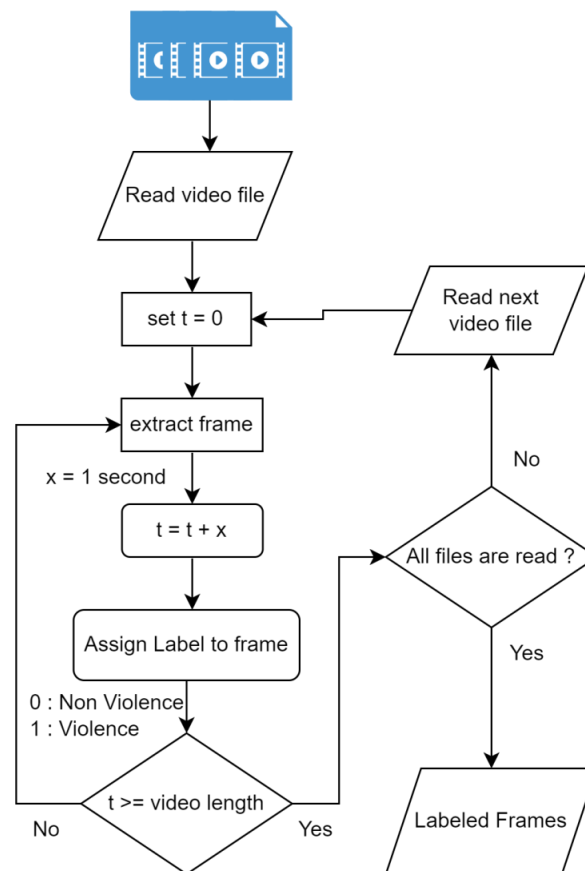 Read video file
set t = 0
Read next
video file
extract frame
x = 1 second
No
t = t + x
All files are read ?
Assign Label to frame
Yes
0 : Non Violence
1 : Violence
t >= video length
Labeled Frames
No
Yes